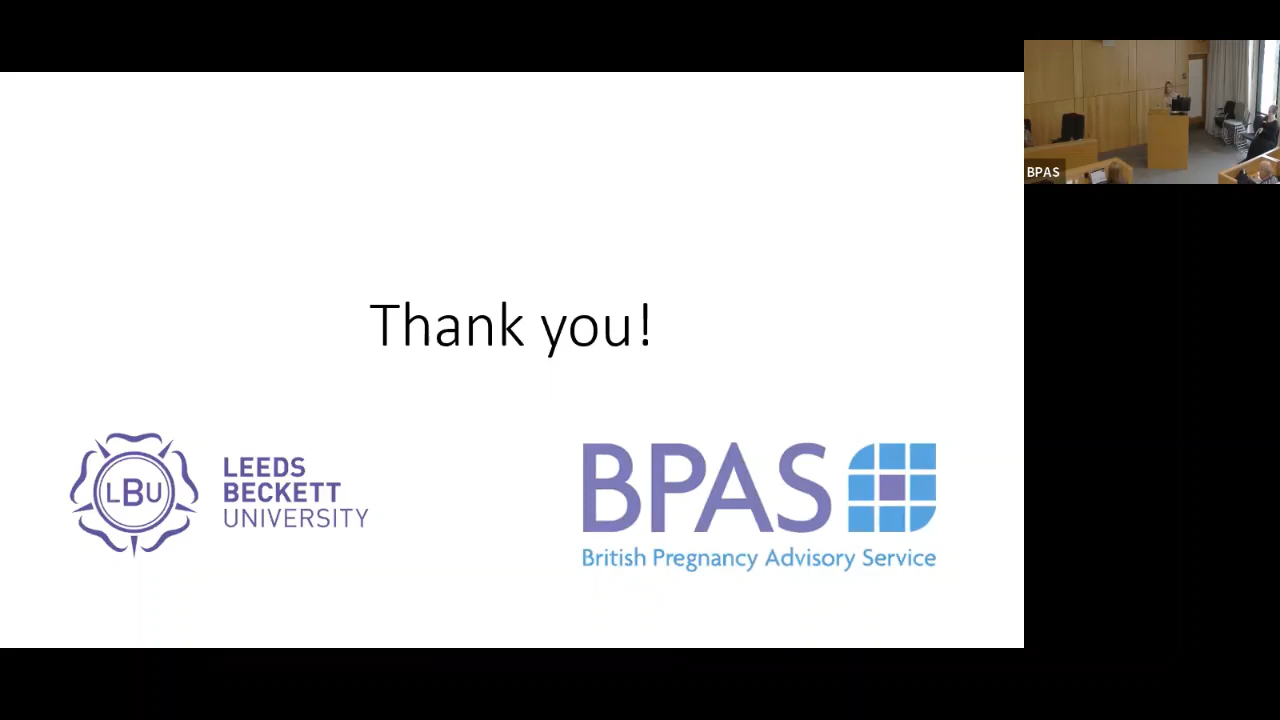 BPAS
Thank you!
LBU
LEEDS
BECKETT
UNIVERSITY
BPAS
British Pregnancy Advisory Service